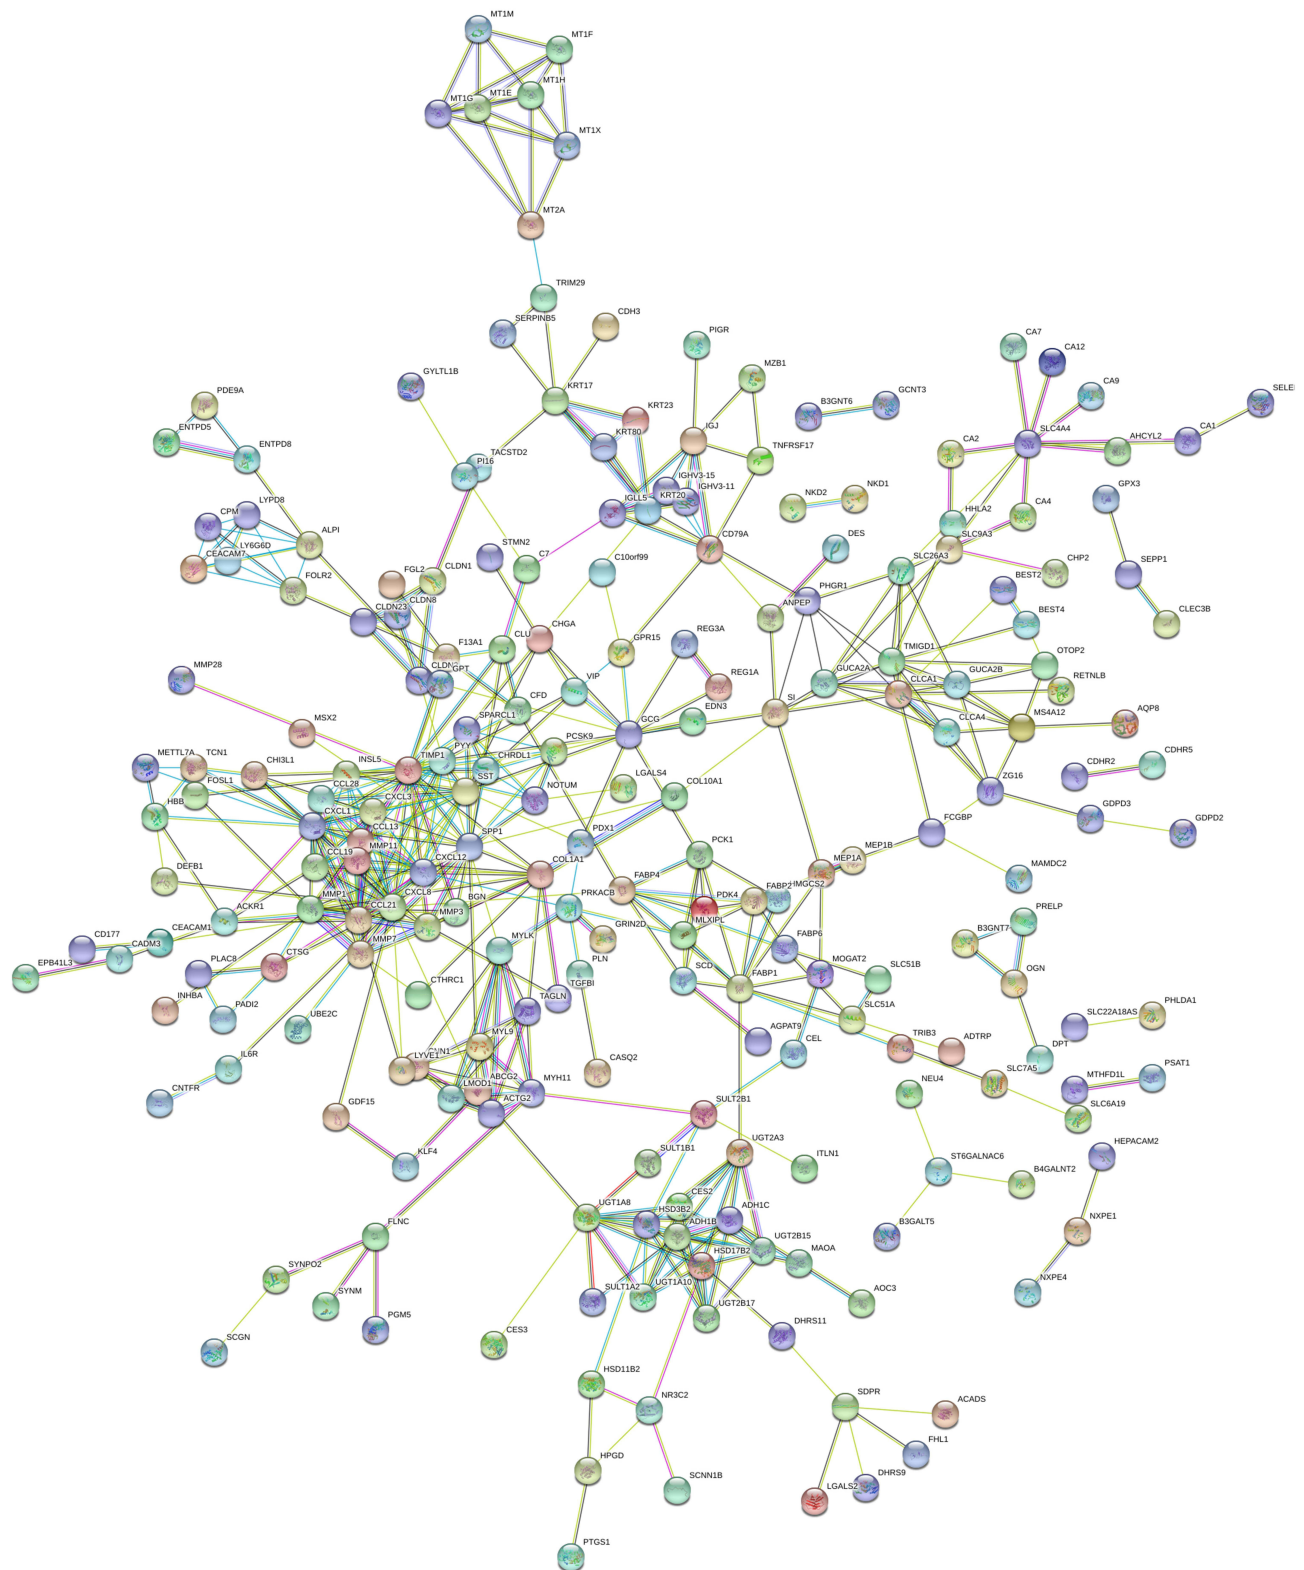 MT1M
MT1F
MT1H
MT1E
MT1G
MT1X
MT2A
TRIM29
SERPINB5
CDH3
PIGR
CA7
CA12
PDE9A
GYLTL1B
MZB1
CA9
B3GNT6
GCNT3
KRT17
KRT23
IGJ
SLC4A4
CA1
ENTPD5
ENTPD8
KRT80
TNFRSF17
CA2
AHCYL2
TACSTD2
PI16
IGHV3-15
IGHV3-11
NKD2
NKD1
GPX3
LYPD8
IGLL5
KRT20
HHLA2
CA4
CPM
ALPI
STMN2
CD79A
DES
SLC9A3
LY6G6D
CEACAM7
C7
C10orf99
SLC26A3
CHP2
SEPP1
FGL2
CLDN1
BEST2
FOLR2
CLDN8
ANPEP
PHGR1
BEST4
CLEC3B
CLDN23
CHGA
F13A1
CLU
GPR15
REG3A
TMIGD1
OTOP2
MMP28
GPT
VIP
REG1A
GUCA2A
GUCA2B
CLCA1
RETNLB
CFD
EDN3
SI
MSX2
SPARCL1
GCG
CLCA4
MS4A12
AQP8
PCSK9
METTL7A
TCN1
CHI3L1
INSL5
TIMP1
PYY
CHRDL1
CDHR2
CDHR5
FOSL1
CCL28
SST
NOTUM
LGALS4
COL10A1
ZG16
HBB
CXCL3
CXCL1
GDPD3
GDPD2
CCL13
SPP1
PDX1
FCGBP
MMP11
PCK1
DEFB1
CCL19
CXCL12
COL1A1
MEP1A
MEP1B
MAMDC2
FABP4
PDK4
FABP2
HMGCS2
MMP1
CXCL8
BGN
PRKACB
ACKR1
CCL21
MMP3
GRIN2D
MLXIPL
PRELP
CD177
CADM3
CEACAM1
MMP7
MYLK
PLN
FABP6
B3GNT7
EPB41L3
PLAC8
CTSG
TGFBI
SCD
FABP1
MOGAT2
SLC51B
OGN
INHBA
PADI2
CTHRC1
TAGLN
SLC51A
SLC22A18AS
PHLDA1
UBE2C
MYL9
AGPAT9
CEL
TRIB3
ADTRP
DPT
IL6R
LYVE1
CASQ2
SLC7A5
MTHFD1L
PSAT1
CNTFR
LMOD1
ABCG2
MYH11
NEU4
SLC6A19
GDF15
ACTG2
SULT2B1
KLF4
SULT1B1
UGT2A3
ITLN1
ST6GALNAC6
B4GALNT2
HEPACAM2
FLNC
UGT1A8
CES2
ADH1C
HSD3B2
ADH1B
UGT2B15
B3GALT5
NXPE1
SYNPO2
HSD17B2
MAOA
SYNM
SULT1A2
UGT1A10
AOC3
NXPE4
PGM5
UGT2B17
SCGN
CES3
DHRS11
HSD11B2
NR3C2
SDPR
ACADS
HPGD
FHL1
SCNN1B
DHRS9
LGALS2
PTGS1